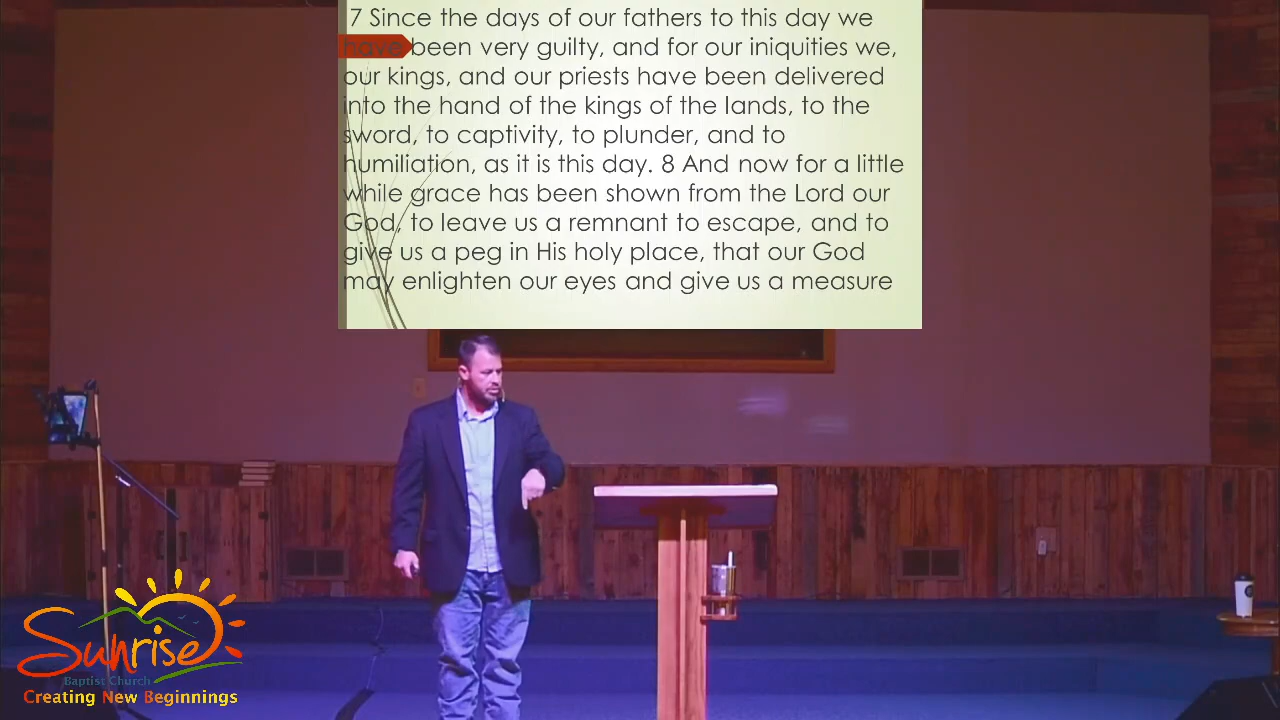 7 Since the days of our fathers to this day we
have been very guilty, and for our iniquities we,
our kings, and our priests have been delivered
into the hand of the kings of the lands, to the
sword, to captivity, to plunder, and to
humiliation, as it is this day. 8 And now for a little
while grace has been shown from the Lord our
God, to leave us a remnant to escape, and to
give us a peg in His holy place, that our God
may enlighten our eyes and give us a measure
Sunrise
Baptist Church
Creating New Beginnings